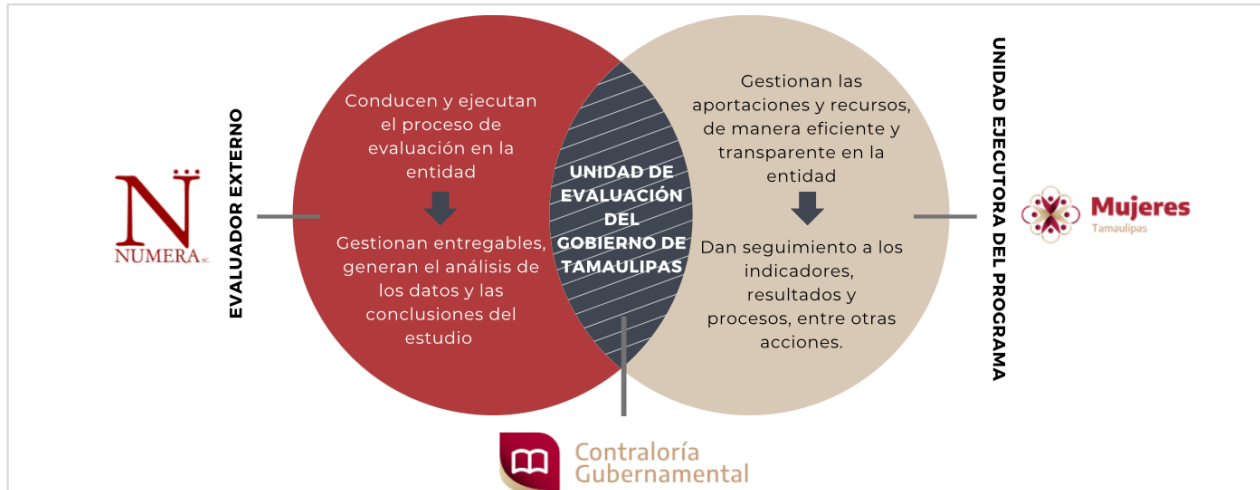 NUMERA AC
EVALUADOR EXTERNO
Conducen y ejecutan
el proceso de
evaluación en la
entidad
Gestionan entregables,
generan el análisis de
los datos y las
conclusiones del
estudio
UNIDAD DE
EVALUACIÓN
DEL
GOBIERNO DE
TAMAULIPAS
Gestionan las
aportaciones y recursos,
de manera eficiente y
transparente en la
entidad
Dan seguimiento a los
indicadores,
resultados y
procesos, entre otras
acciones.
UNIDAD EJECUTORA DEL PROGRAMA
Mujeres
Tamaulipas
Contraloría
Gubernamental